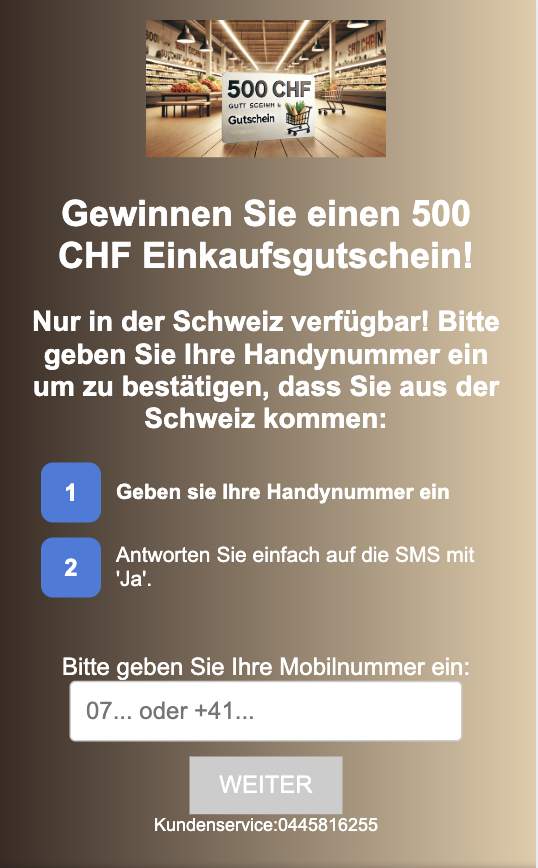 500 CHF
Gutschein
Gewinnen Sie einen 500
CHF Einkaufsgutschein!
Nur in der Schweiz verfügbar! Bitte
geben Sie Ihre Handynummer ein
um zu bestätigen, dass Sie aus der
Schweiz kommen:
1 Geben sie Ihre Handynummer ein
2 Antworten Sie einfach auf die SMS mit
'Ja'.
Bitte geben Sie Ihre Mobilnummer ein:
07... oder +41...
WEITER
Kundenservice:0445816255